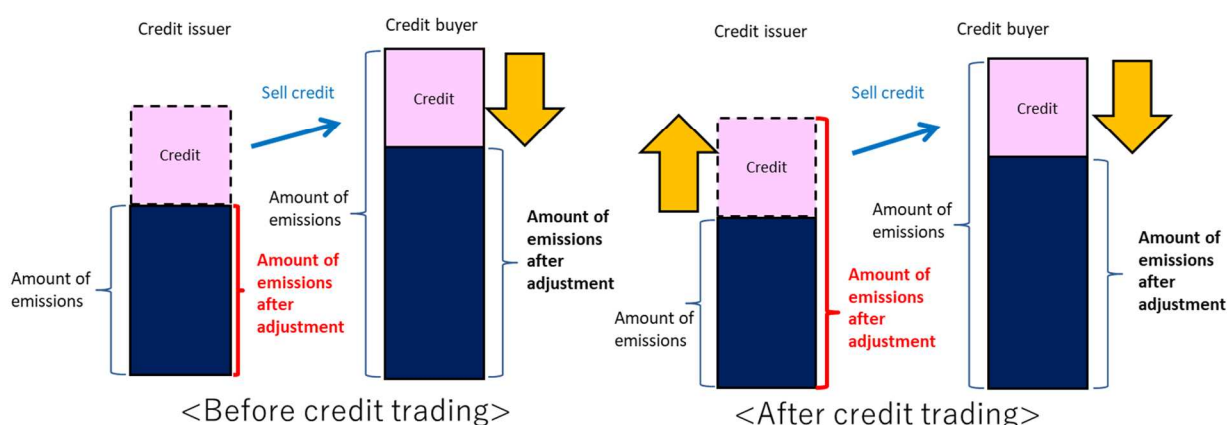 Credit issuer
Credit buyer
Sell credit
Credit
Credit
Amount of
emissions
Amount of
emissions
after
adjustment
Amount of
emissions
Amount of
emissions
after
adjustment
<Before credit trading>
Credit issuer
Credit buyer
Sell credit
Credit
Credit
Amount of
emissions
Amount of
emissions
after
adjustment
Amount of
emissions
Amount of
emissions
after
adjustment
<After credit trading>